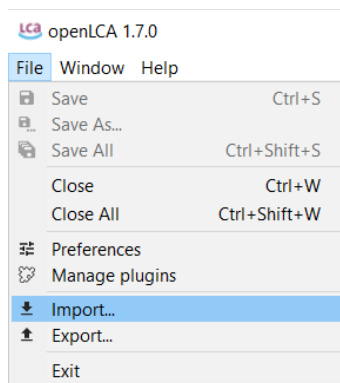 LCA openLCA 1.7.0
File Window Help
Save Ctrl+S
Save As...
Save All Ctrl+Shift+S
Close Ctrl+W
Close All Ctrl+Shift+W
Preferences
Manage plugins
Import...
Export...
Exit